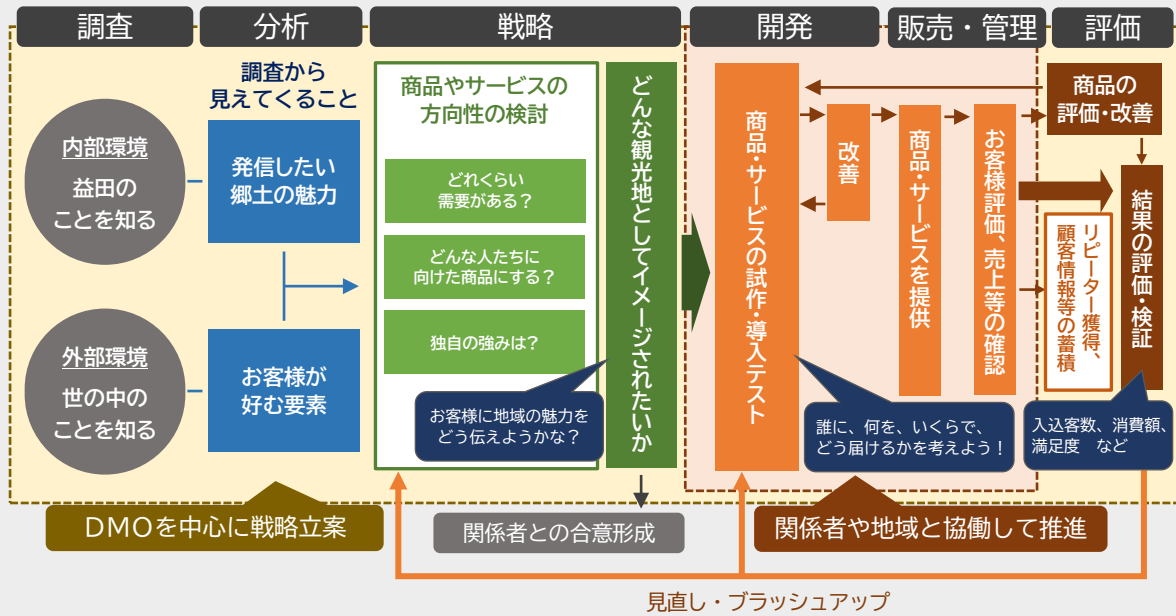 調査
分析
戦略
開発
販売・管理
評価
内部環境
益田の
ことを知る
外部環境
世の中の
ことを知る
調査から
見えてくること
発信したい
郷土の魅力
お客様が
好む要素
商品やサービスの
方向性の検討
どれくらい
需要がある？
どんな人たちに
向けた商品にする？
独自の強みは？
お客様に地域の魅力を
どう伝えようかな？
どんな観光地としてイメージされたいか
商品・サービスの試作・導入テスト
改善
商品・サービスを提供
お客様評価、売上等の確認
誰に、何を、いくらで、
どう届けるかを考えよう！
商品の
評価・改善
リピーター獲得、
顧客情報等の蓄積
結果の評価・検証
入込客数、消費額、
満足度　など
ＤＭＯを中心に戦略立案
関係者との合意形成
関係者や地域と協働して推進
見直し・ブラッシュアップ